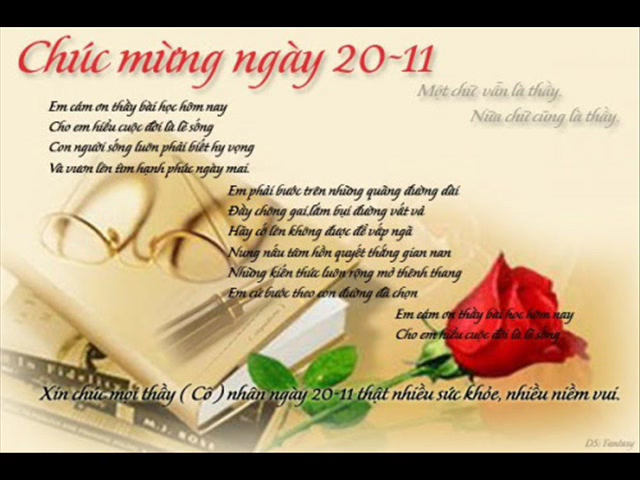 Chúc mừng ngày 20-11
Một chữ vẫn là thầy.
Nửa chữ cũng là thầy.
Em cám ơn thầy bài học hôm nay
Cho em hiểu cuộc đời là lẽ sống
Con người sống luôn phải biết hy vọng
Và vươn lên tìm hạnh phúc ngày mai.
Em phải bước trên những quãng đường dài
Đầy chông gai,lấm bụi đường vất vả
Hãy cố lên không được để vấp ngã
Nung nấu tâm hồn quyết thắng gian nan
Những kiến thức luôn rộng mở thênh thang
Em cứ bước theo con đường đã chọn
Em cám ơn thầy bài học hôm nay
Cho em hiểu cuộc đời là lẽ sống
Xin chúc mọi thầy ( Cô ) nhân ngày 20-11 thật nhiều sức khỏe, nhiều niềm vui.
M.J. ROSE
DS: Fantasy